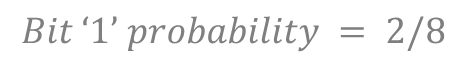 Bit ‘1’ probability = 2/8